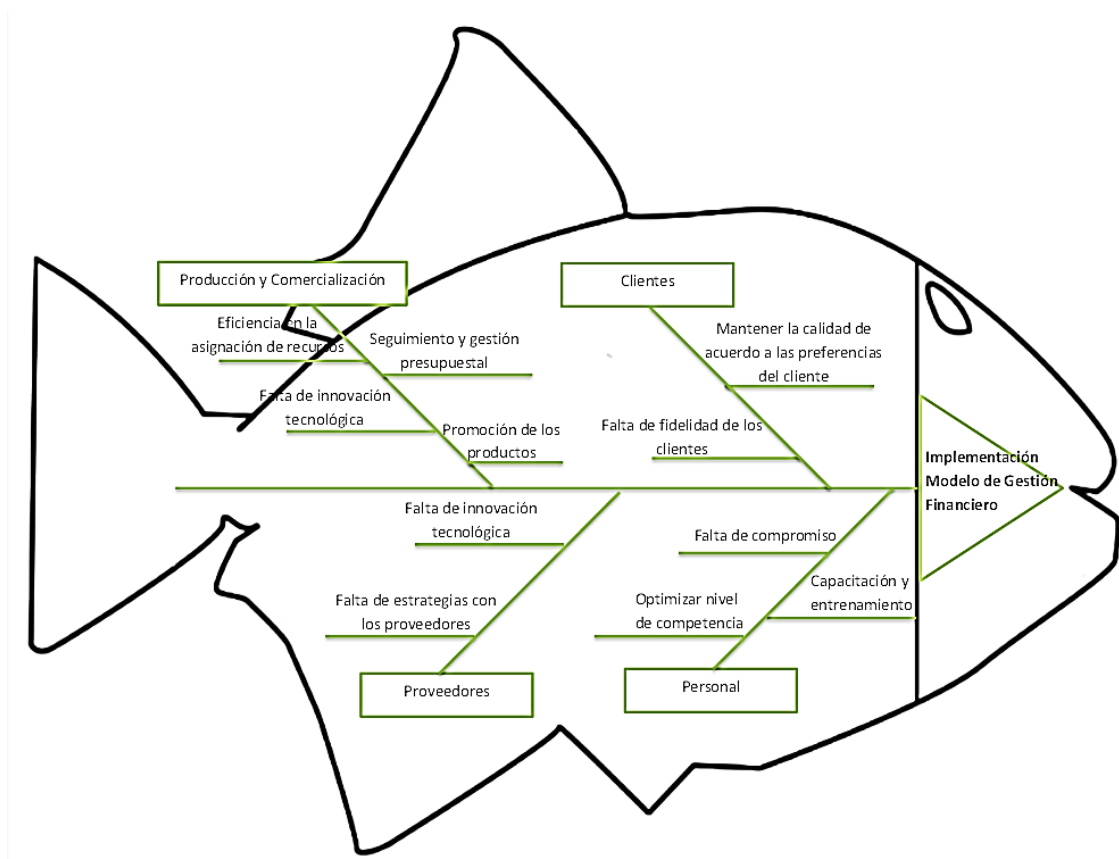 Producción y Comercialización
Eficiencia en la
asignación de recursos
Seguimiento y gestión
presupuestal
Falta de innovación
tecnológica
Promoción de los
productos
Clientes
Mantener la calidad de
acuerdo a las preferencias
del cliente
Falta de fidelidad de los
clientes
Implementación
Modelo de Gestión
Financiero
Falta de innovación
tecnológica
Falta de estrategias con
los proveedores
Proveedores
Falta de compromiso
Capacitación y
entrenamiento
Optimizar nivel
de competencia
Personal